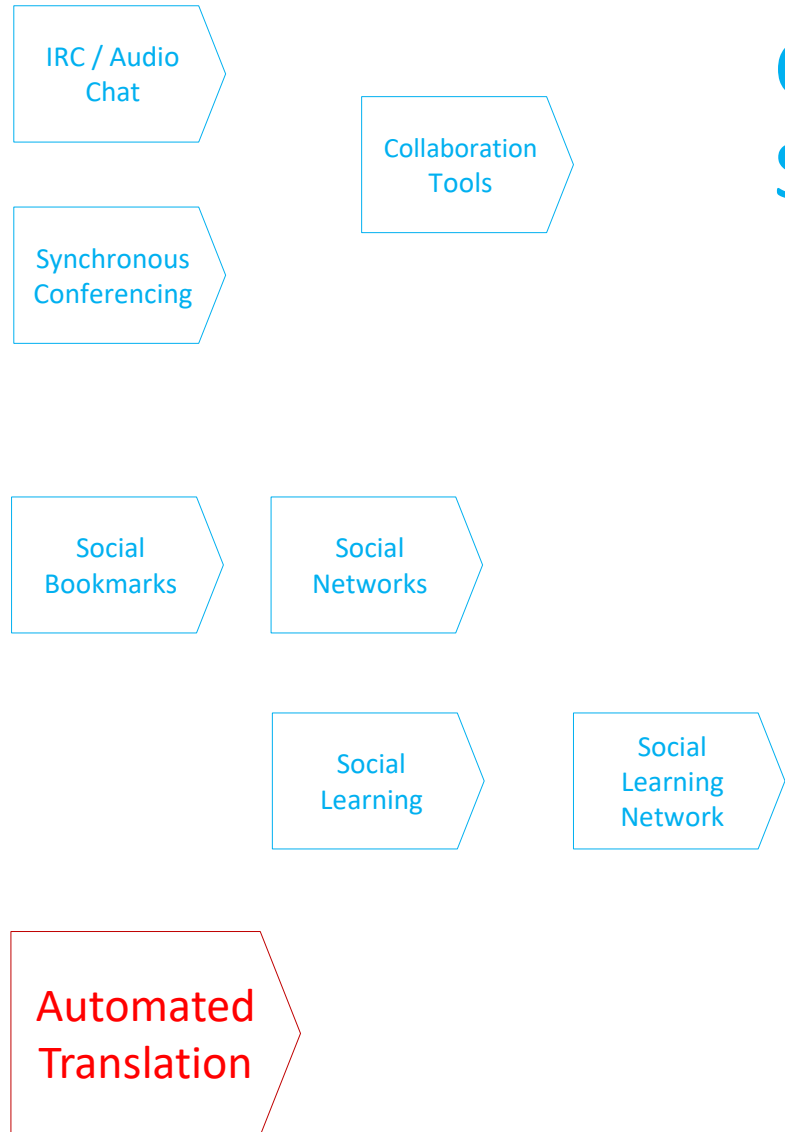 IRC / Audio
Chat
Collaboration
Tools
Synchronous
Conferencing
Social
Bookmarks
Social
Networks
Social
Learning
Social
Learning
Network
Automated
Translation